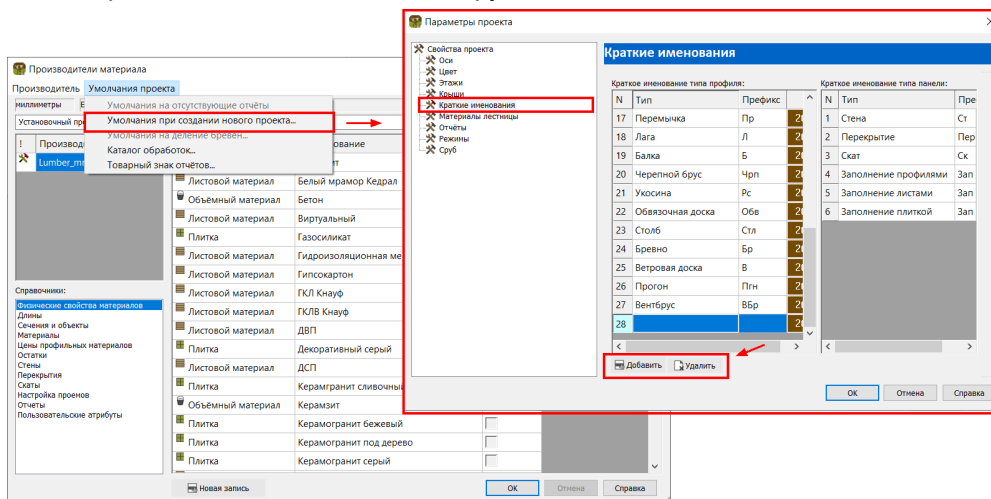 Параметры проекта
Свойства проекта
Оси
Цвет
Этажи
Крыши
Краткие именования
Материалы лестницы
Отчёты
Режимы
Сруб
Краткие именования
Краткое именование типа профиля:
N Тип Префикс
17 Перемычка Пр
18 Лага Л
19 Балка Б
20 Черепной брус Чрп
21 Укосина Рс
22 Обвязочная доска Обв
23 Столб Стл
24 Бревно Бр
25 Ветровая доска В
26 Прогон Пгн
27 Вентбрус ВБр
28
Добавить Удалить
Краткое именование типа панели:
N Тип Пре
1 Стена Ст
2 Перекрытие Пер
3 Скат Ск
4 Заполнение профилями Зап
5 Заполнение листами Зап
6 Заполнение плиткой Зап
ОК Отмена Справка
Производители материала
Производитель Умолчания проекта
миллиметры
Умолчания на отсутствующие отчёты
Умолчания при создании нового проекта...
Умолчания на деление бревен...
Каталог обработок...
Товарный знак отчётов...
Установочный пр
! Производ ование
Lumber_mr ит
Листовой материал Белый мрамор Кедрал
Объёмный материал Бетон
Листовой материал Виртуальный
Плитка Газосиликат
Листовой материал Гидроизоляционная ме
Листовой материал Гипсокартон
Листовой материал ГКЛ Кнауф
Листовой материал ГКЛВ Кнауф
Листовой материал ДВП
Плитка Декоративный серый
Листовой материал ДСП
Плитка Керамгранит сливочны
Объёмный материал Керамзит
Плитка Керамогранит бежевый
Плитка Керамогранит под дерево
Плитка Керамогранит серый
Справочники:
Физические свойства материалов
Длины
Сечения и объекты
Материалы
Цены профильных материалов
Остатки
Стены
Перекрытия
Скаты
Настройка проемов
Отчеты
Пользовательские атрибуты
Новая запись ОК Отмена Справка